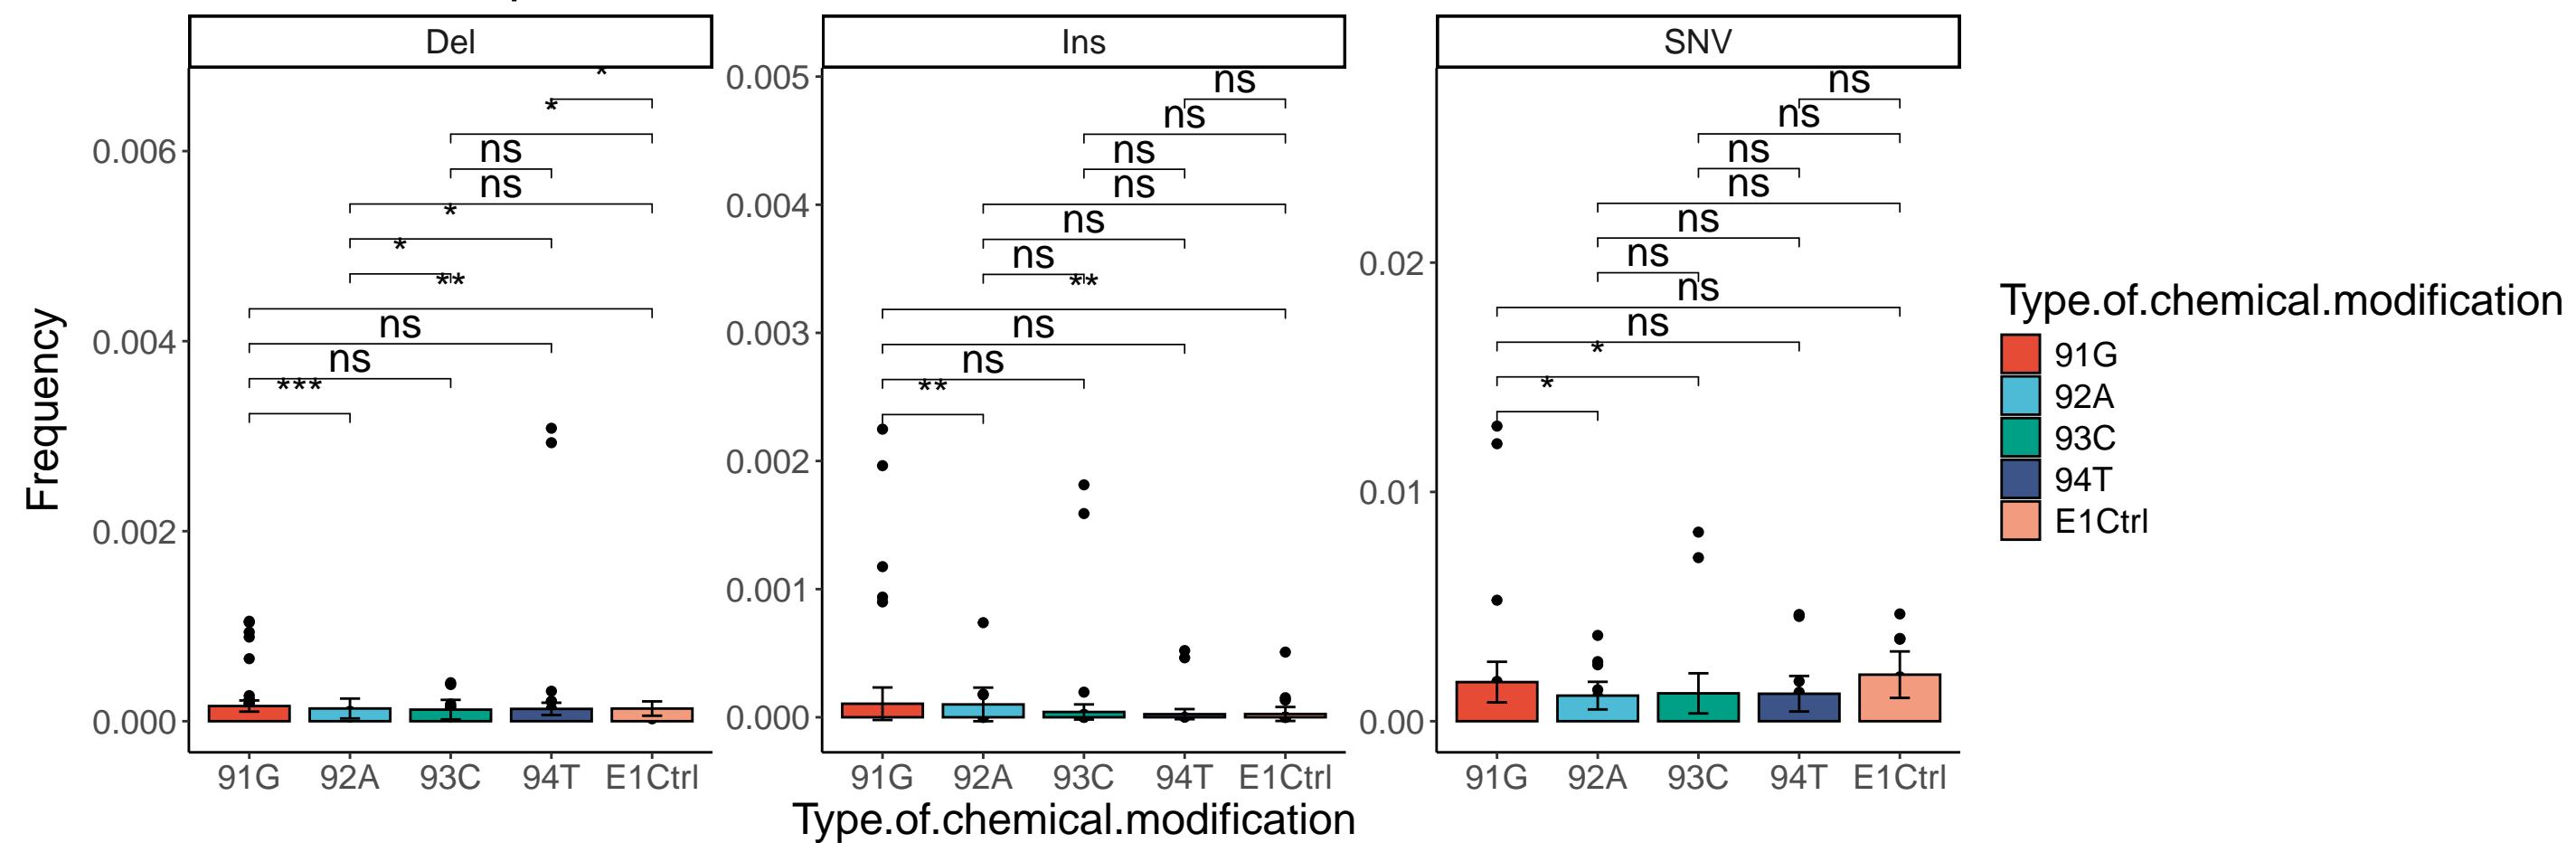 Del Ins SNV
Frequency
0.006
0.004
0.002
0.000
*
*
ns
ns
*
*
**
ns
ns
***
91G 92A 93C 94T E1Ctrl
0.005
0.004
0.003
0.002
0.001
0.000
ns
ns
ns
ns
ns
ns
**
ns
ns
**
91G 92A 93C 94T E1Ctrl
0.02
0.01
0.00
ns
ns
ns
ns
ns
ns
ns
ns
*
*
91G 92A 93C 94T E1Ctrl
Type.of.chemical.modification
Type.of.chemical.modification
91G
92A
93C
94T
E1Ctrl